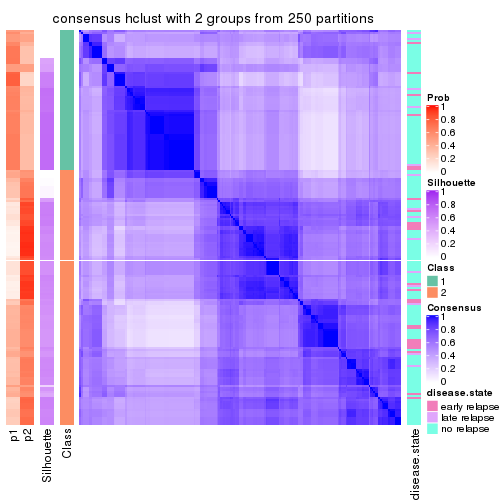 consensus hclust with 2 groups from 250 partitions
Prob
1
0.8
0.6
0.4
0.2
0
Silhouette
1
0.8
0.6
0.4
0.2
0
Class
1
2
Consensus
1
0.8
0.6
0.4
0.2
0
disease.state
early relapse
late relapse
no relapse
p1
p2
Silhouette
Class
disease.state